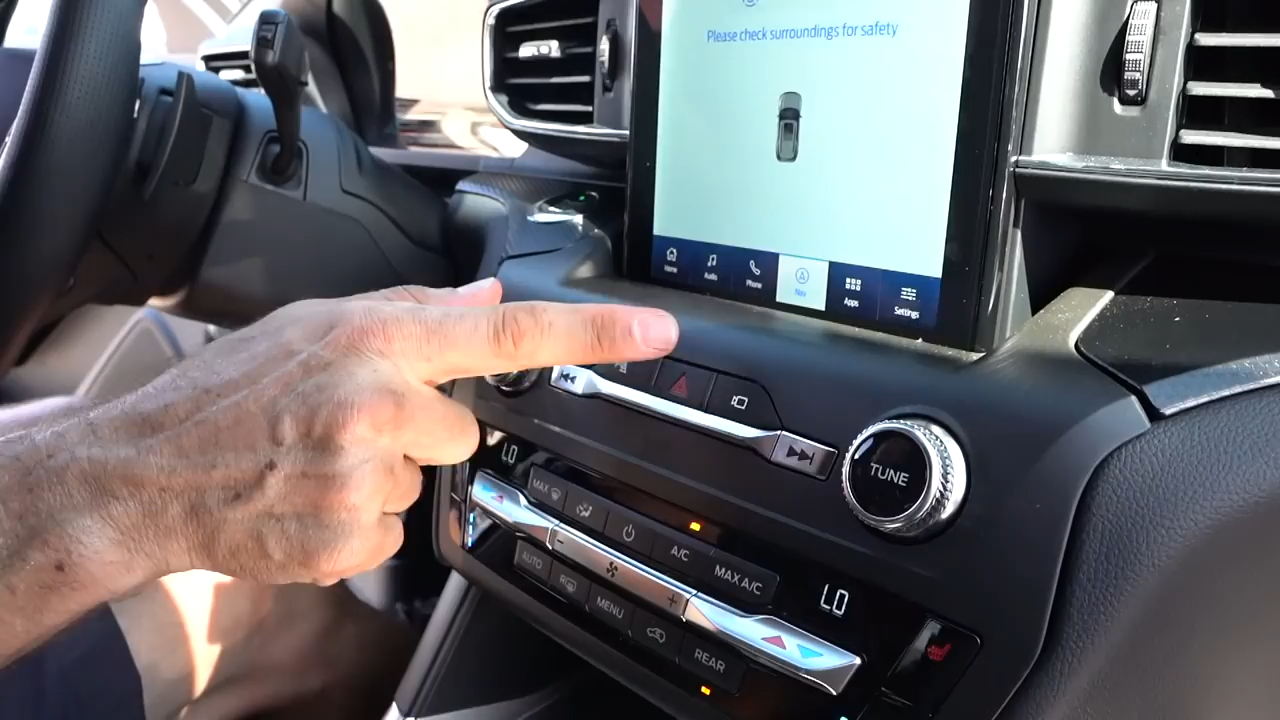 Please check surroundings for safety
Home Audio Phone Nav Apps Settings
TUNE
LO
MAX
A/C
MAX A/C
AUTO
R
MENU
REAR
LO